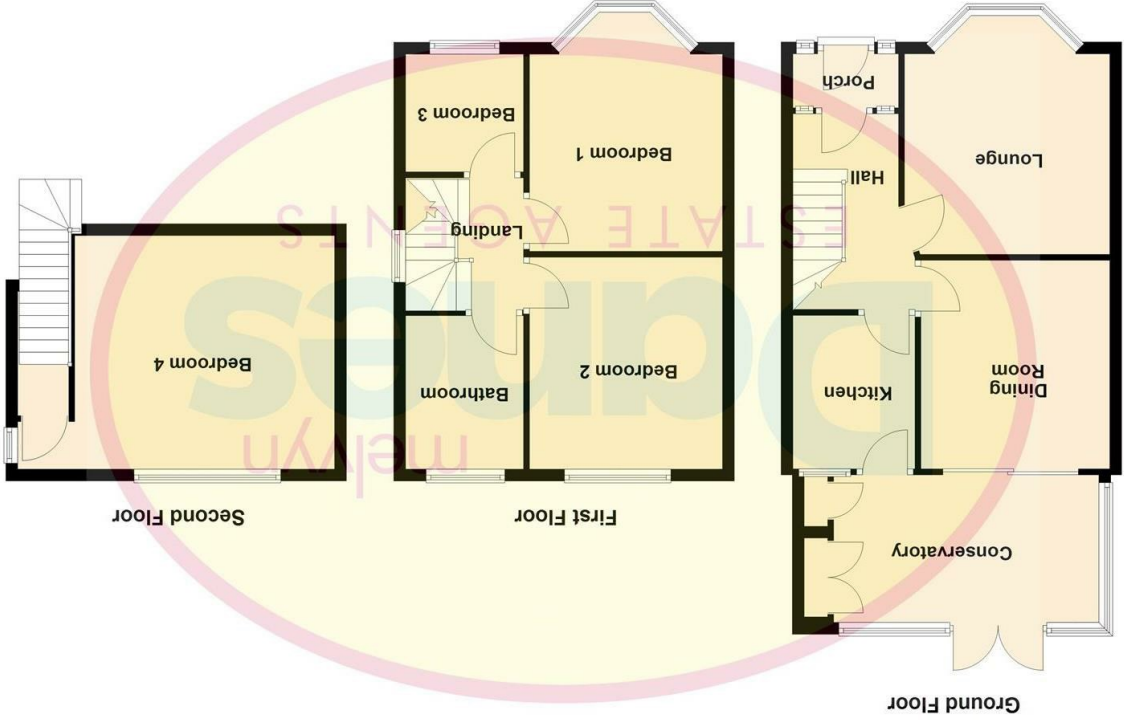 Ground Floor
Conservatory
Dining
Room
Kitchen
Lounge
Hall
Porch
First Floor
Bedroom 2
Bathroom
Landing
Bedroom 1
Bedroom 3
Second Floor
Bedroom 4
melvyn
Danes
ESTATE AGENTS